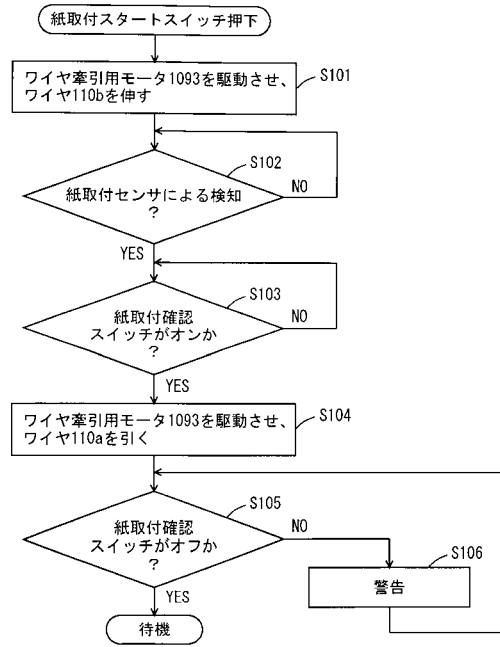 紙取付スタートスイッチ押下
ワイヤ牽引用モータ1093を駆動させ、
ワイヤ110bを伸す
S101
S102
紙取付センサによる検知
?
NO
YES
S103
紙取付確認
スイッチがオンか
?
NO
YES
ワイヤ牽引用モータ1093を駆動させ、
ワイヤ110aを引く
S104
S105
紙取付確認
スイッチがオフか
?
NO
S106
警告
YES
待機